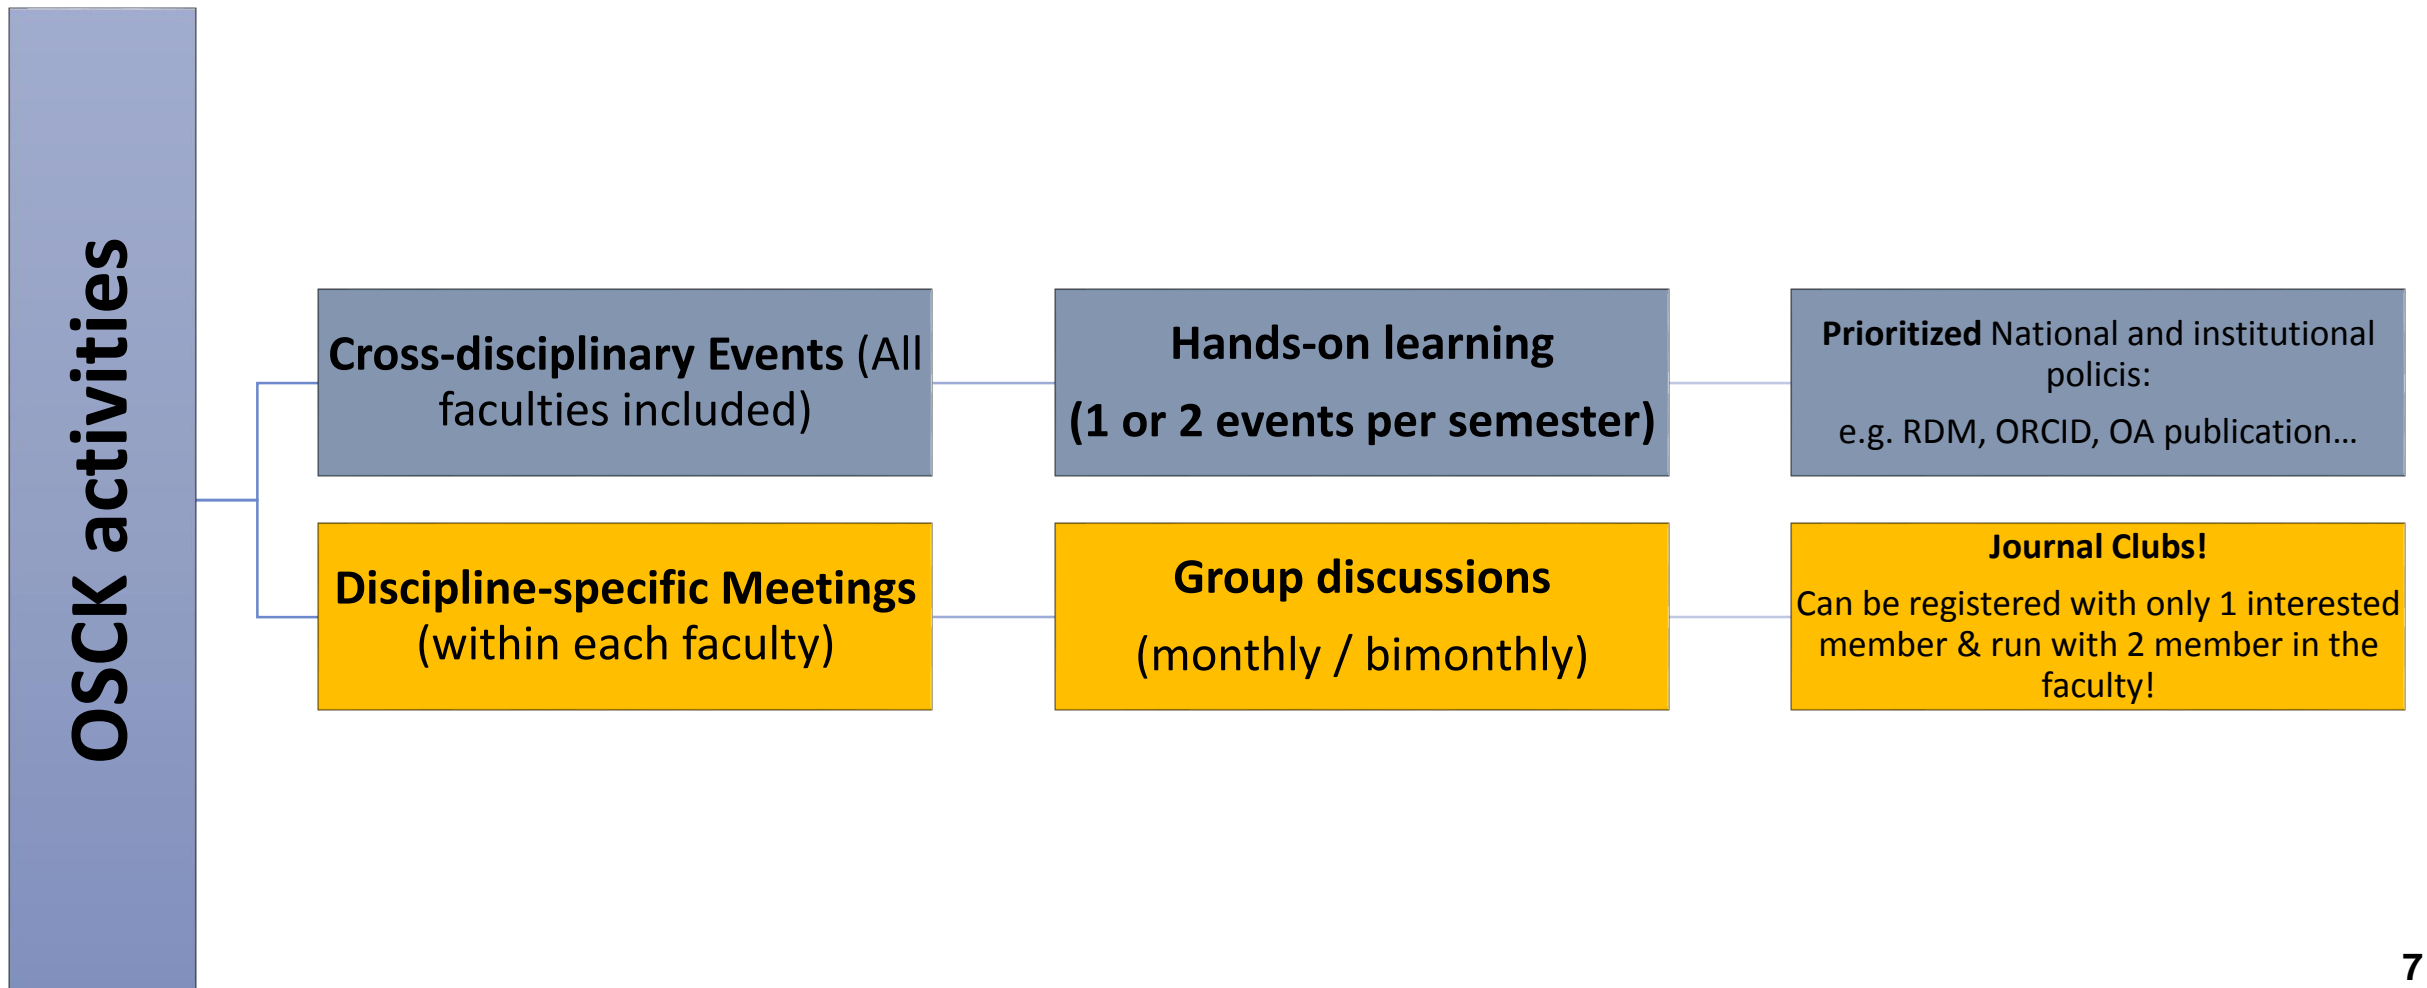 OSCK activities
Cross-disciplinary Events (All
faculties included)
Hands-on learning
(1 or 2 events per semester)
Prioritized National and institutional
policis:
e.g. RDM, ORCID, OA publication…
Discipline-specific Meetings
(within each faculty)
Group discussions
(monthly / bimonthly)
Journal Clubs!
Can be registered with only 1 interested
member & run with 2 member in the
faculty!
7